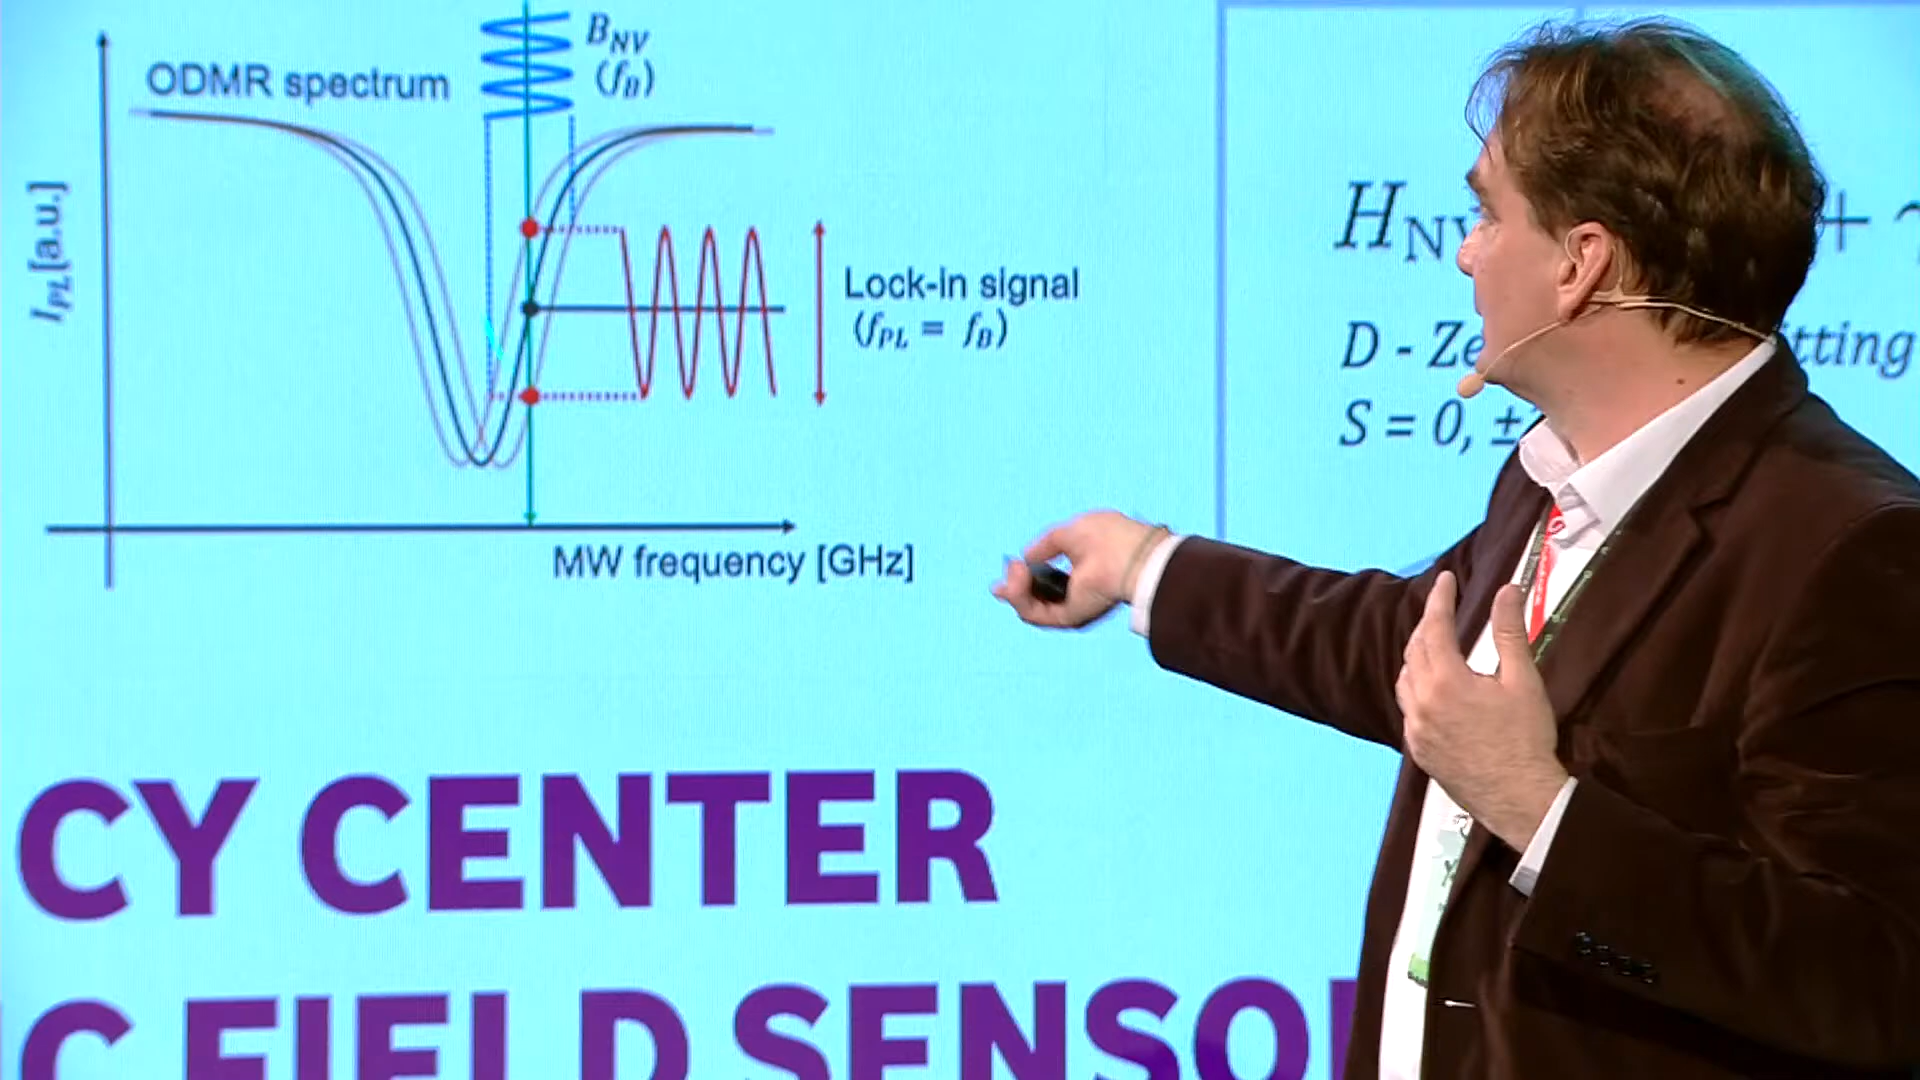 B_NV
(f_B)
ODMR spectrum
I_PL [a.u.]
Lock-in signal
(f_PL = f_B)
MW frequency [GHz]
H_NV + γ
D - Ze tting
S = 0, ±
CY CENTER
C FIELD SENSO